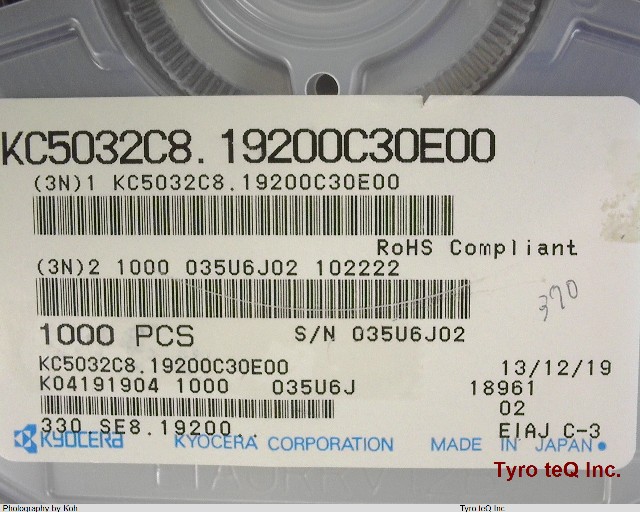 KC5032C8.19200C30E00
(3N)1 KC5032C8.19200C30E00
RoHS Compliant
(3N)2 1000 035U6J02 102222
370
1000 PCS S/N 035U6J02
KC5032C8.19200C30E00 13/12/19
K04191904 1000 035U6J 18961
02
330 SE8.19200.. EIAJ C-3
KYOCERA KYOCERA CORPORATION MADE IN JAPAN
Tyro teQ Inc.
Photography by Koh Tyro teQ Inc